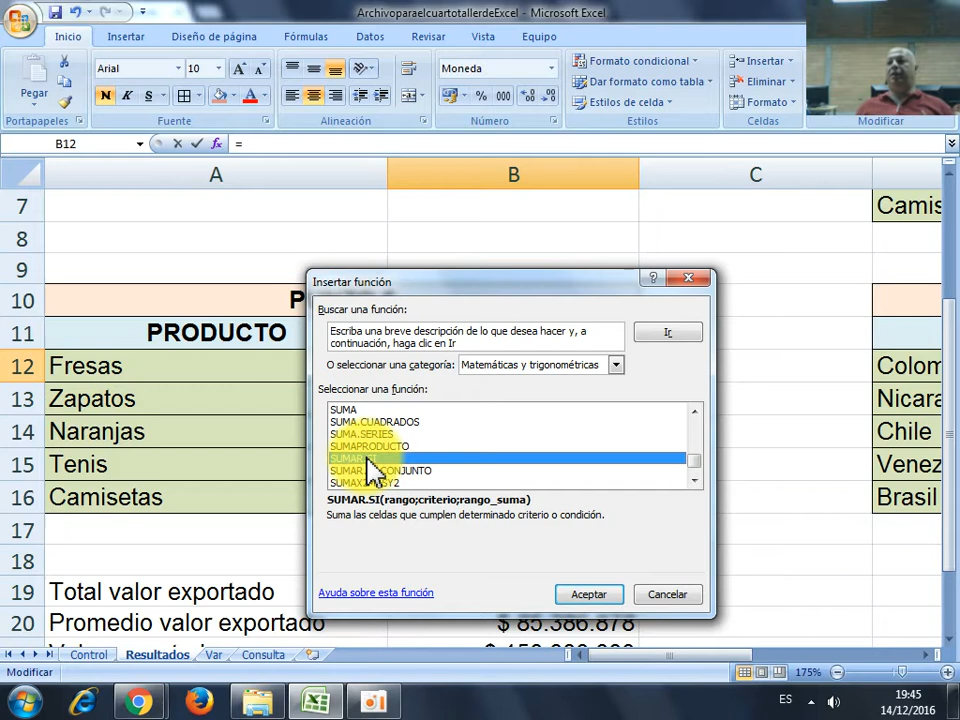 ArchivoparaelcuartotallerdeExcel - Microsoft Excel
Inicio Insertar Diseño de página Fórmulas Datos Revisar Vista Equipo
Pegar
Arial 10
N K S
Moneda
% 000
Formato condicional
Dar formato como tabla
Estilos de celda
Insertar
Eliminar
Formato
Portapapeles Fuente Alineación Número Estilos Celdas Modificar
B12 fx =
A B C
7 Camis
8
9
10
11 PRODUCTO
12 Fresas Colom
13 Zapatos Nicara
14 Naranjas Chile
15 Tenis Venez
16 Camisetas Brasil
17
18
19 Total valor exportado
20 Promedio valor exportado $ 85.386.878
Insertar función
Buscar una función:
Escriba una breve descripción de lo que desea hacer y, a
continuación, haga clic en Ir
Ir
O seleccionar una categoría: Matemáticas y trigonométricas
Seleccionar una función:
SUMA
SUMA.CUADRADOS
SUMA.SERIES
SUMAPRODUCTO
SUMAR.SI(rango;criterio;rango_suma)
Suma las celdas que cumplen determinado criterio o condición.
Ayuda sobre esta función
Aceptar Cancelar
Control Resultados Var Consulta
Modificar 175%
ES 19:45
14/12/2016